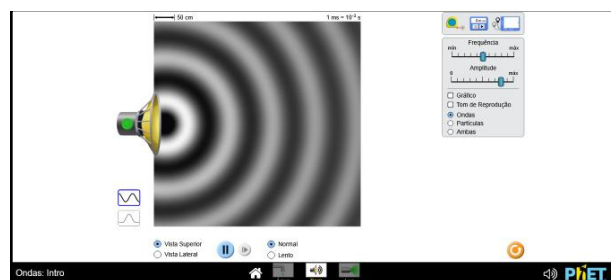 50 cm
1 ms = 10⁻³ s
Frequência
mín
máx
Amplitude
0
máx
Gráfico
Tom de Reprodução
Ondas
Partículas
Ambas
Vista Superior
Vista Lateral
Normal
Lento
Ondas: Intro
PhET